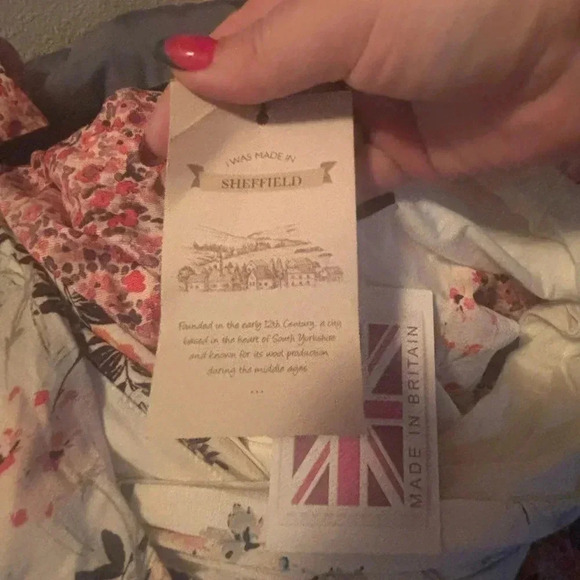 I WAS MADE IN
SHEFFIELD
Founded in the early 12th Century, a city
based in the heart of South Yorkshire
and known for its wool production
during the middle ages
...
MADE IN BRITAIN